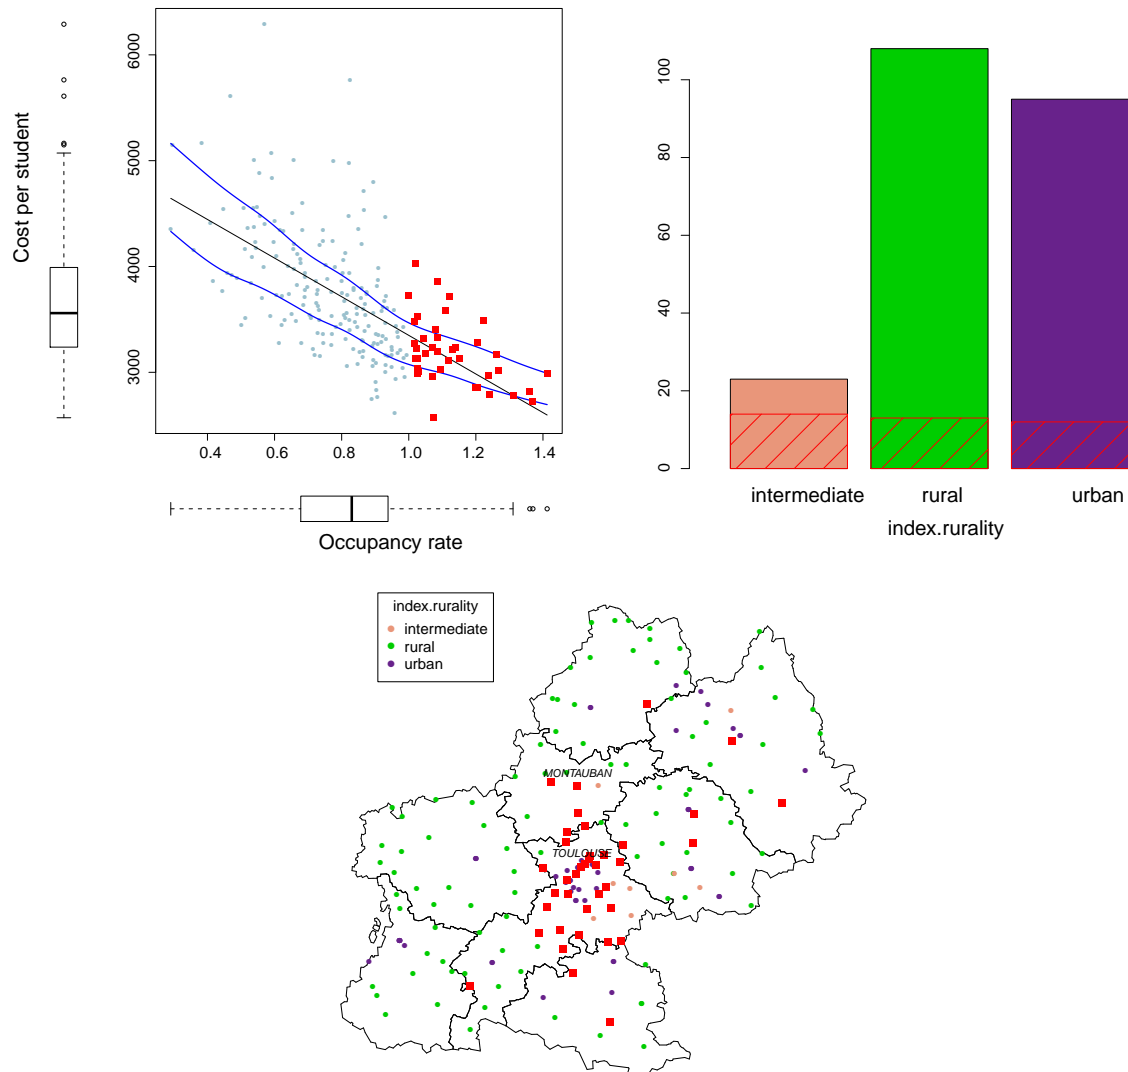 Cost per student
6000
5000
4000
3000
0.4 0.6 0.8 1.0 1.2 1.4
Occupancy rate
100
80
60
40
20
0
intermediate rural urban
index.rurality
index.rurality
intermediate
rural
urban
MONTAUBAN
TOULOUSE